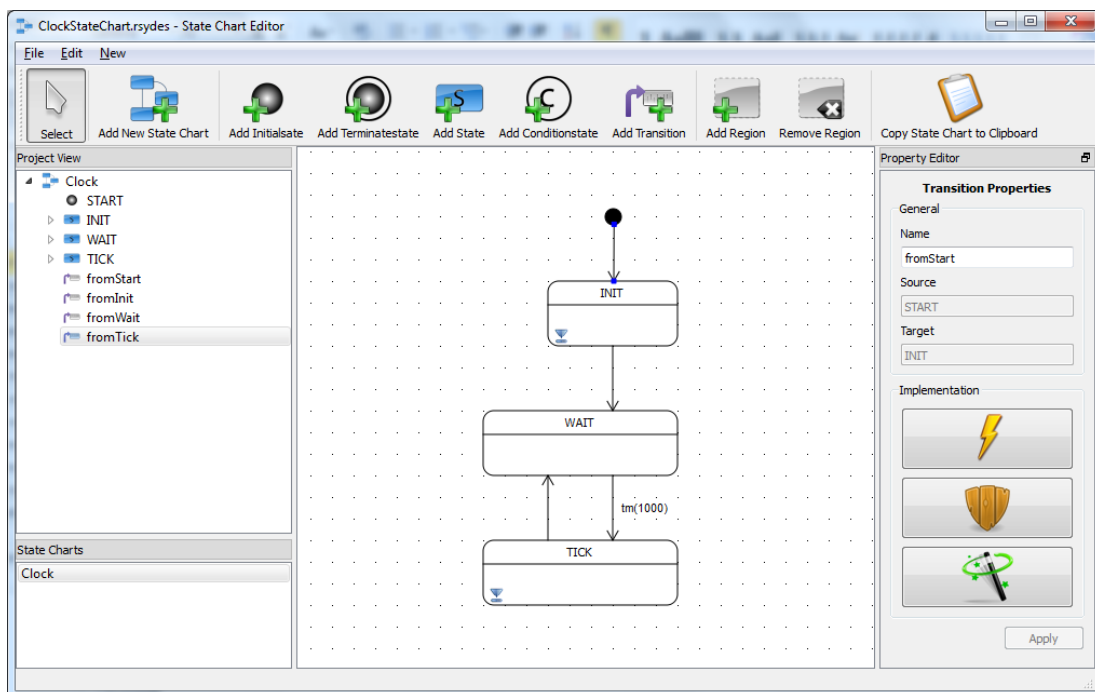 ClockStateChart.rsydes - State Chart Editor
File Edit New
Select Add New State Chart Add Initialsate Add Terminatestate Add State Add Conditionstate Add Transition Add Region Remove Region Copy State Chart to Clipboard
Project View
Clock
START
INIT
WAIT
TICK
fromStart
fromInit
fromWait
fromTick
State Charts
Clock
INIT
WAIT
tm(1000)
TICK
Property Editor
Transition Properties
General
Name
fromStart
Source
START
Target
INIT
Implementation
Apply